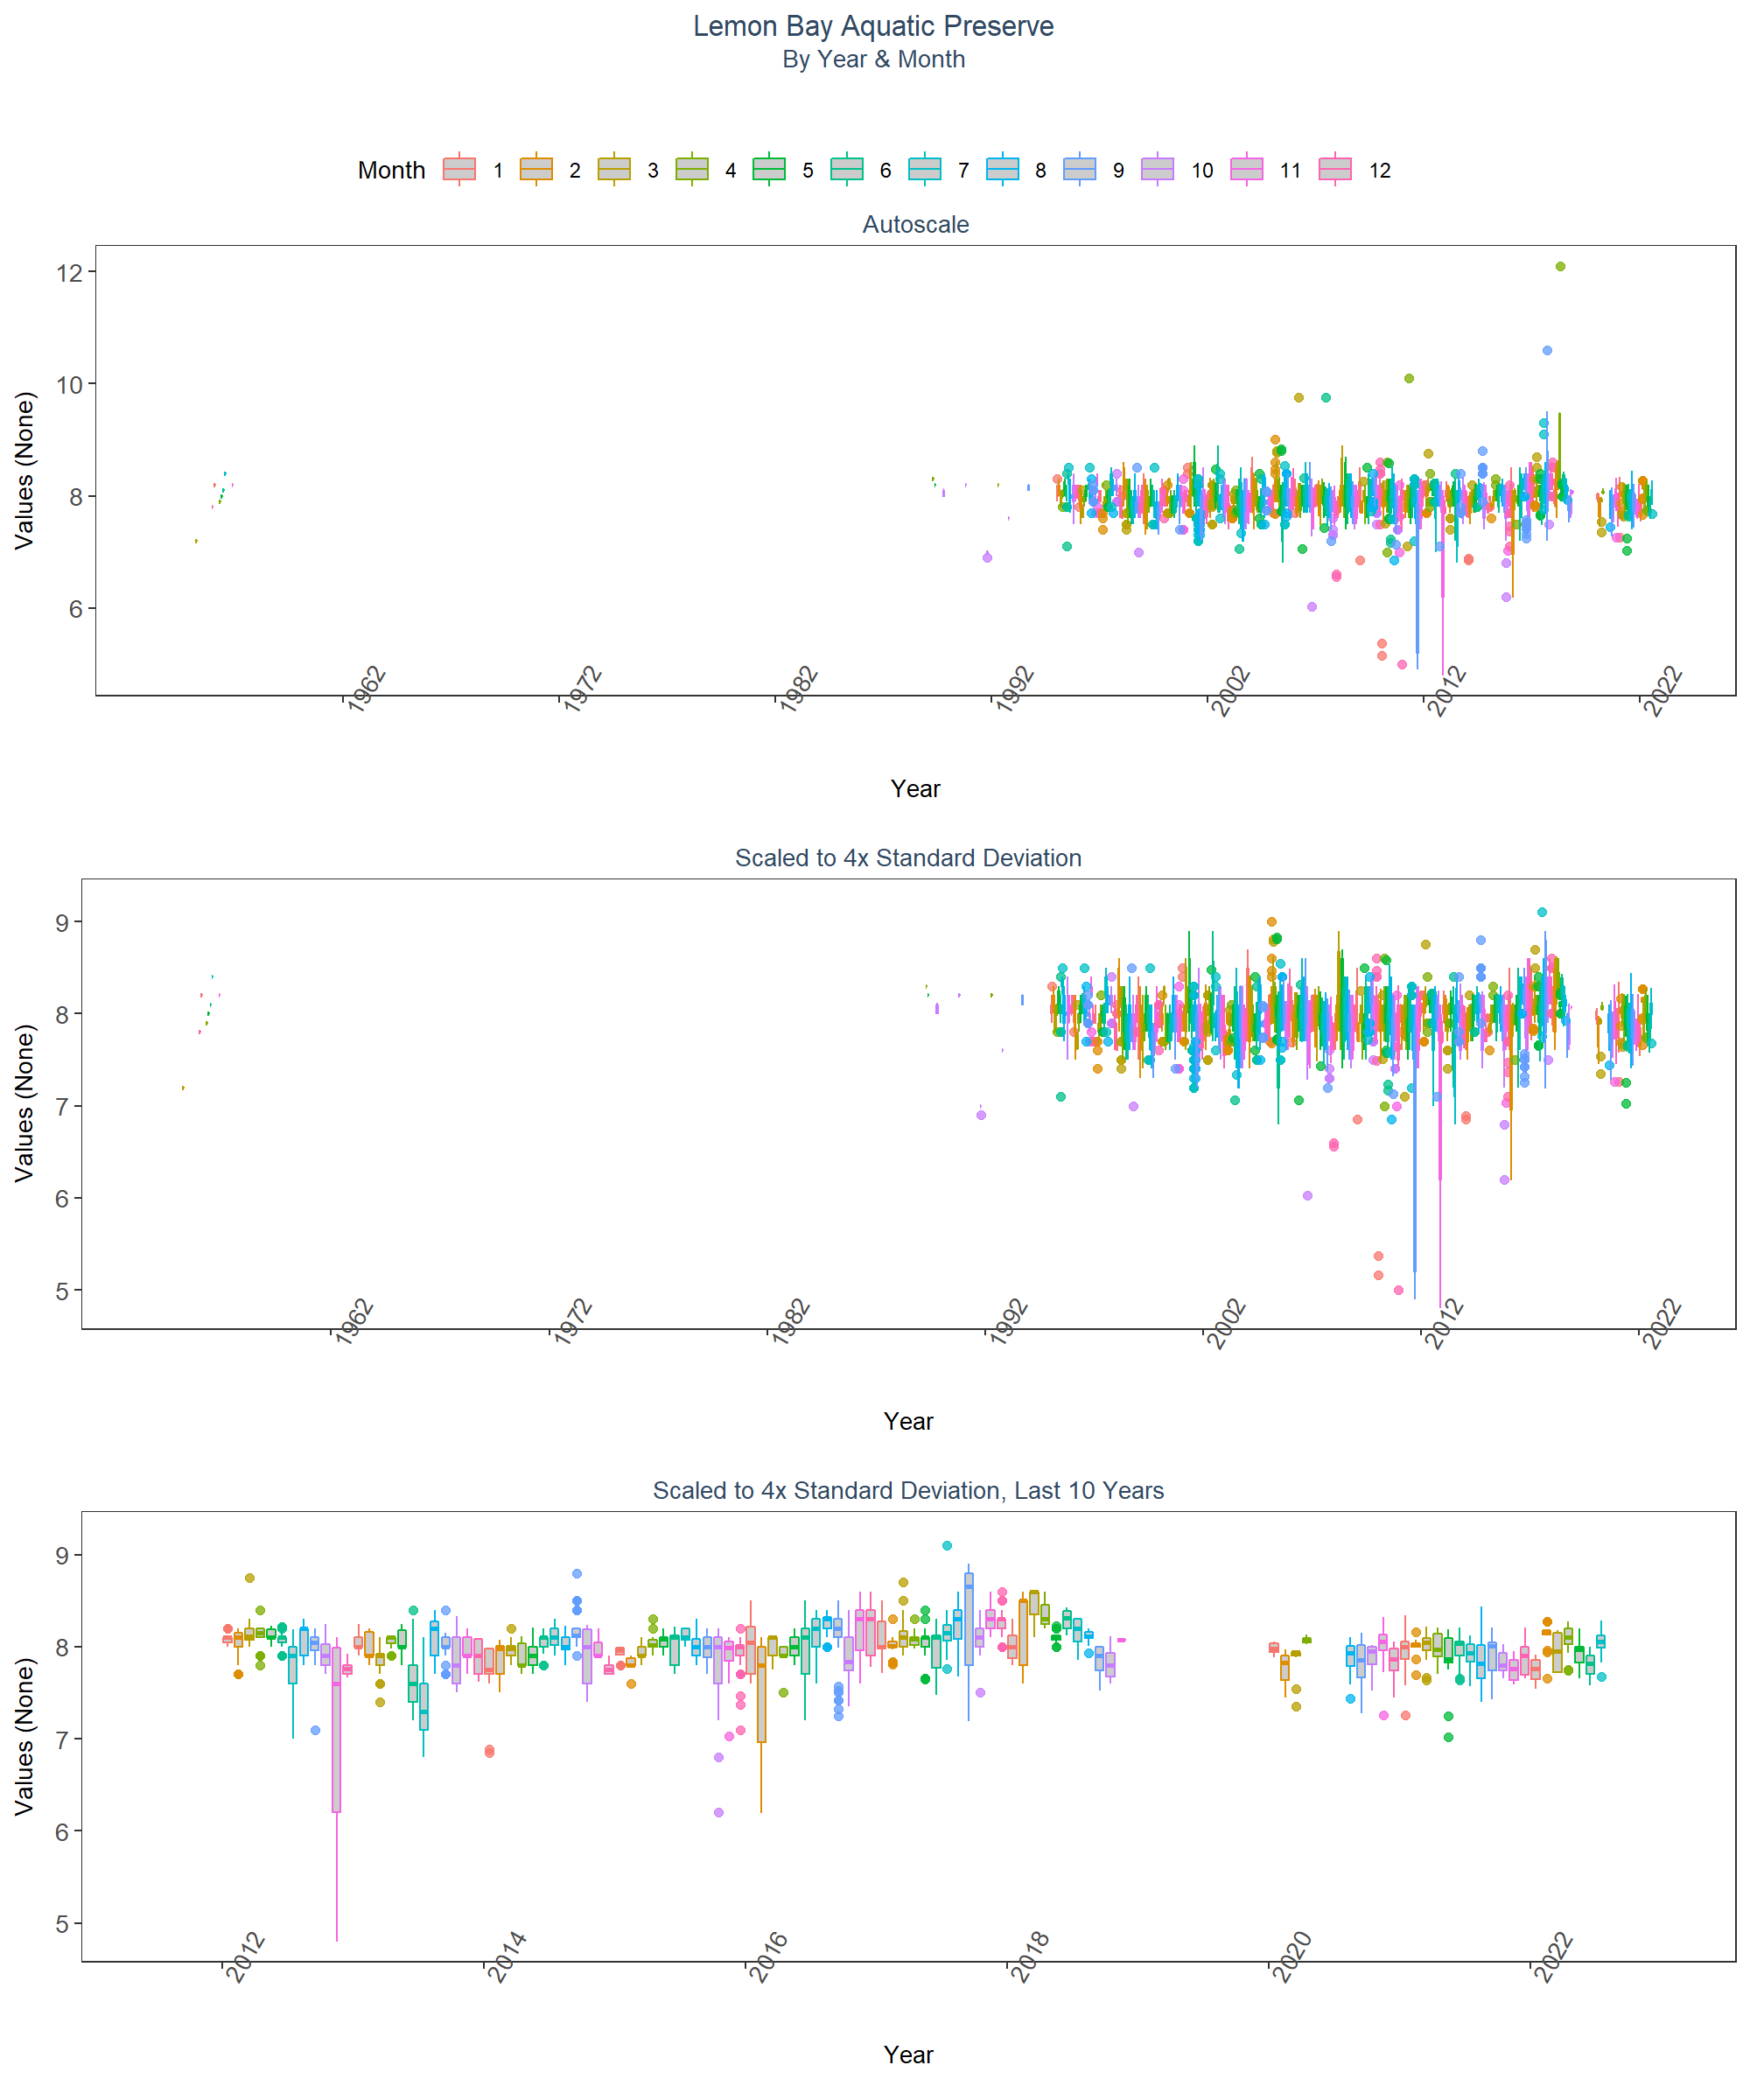 Lemon Bay Aquatic Preserve
By Year & Month
Month 1 2 3 4 5 6 7 8 9 10 11 12
Autoscale
12
10
8
6
Values (None)
1962 1972 1982 1992 2002 2012 2022
Year
Scaled to 4x Standard Deviation
9
8
7
6
5
Values (None)
1962 1972 1982 1992 2002 2012 2022
Year
Scaled to 4x Standard Deviation, Last 10 Years
9
8
7
6
5
Values (None)
2012 2014 2016 2018 2020 2022
Year